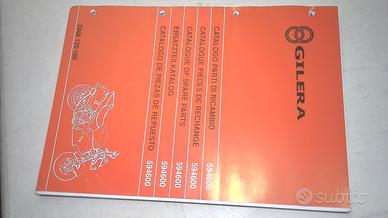 GILERA
CATALOGO PARTI DI RICAMBIO 594600
CATALOGUE PIECES DE RECHANGE 594600
CATALOGUE OF SPARE PARTS 594600
ERSATZTEILKATALOG 594600
CATALOGO DE PIEZAS DE REPUESTO 594600
DNA 125/180
subito